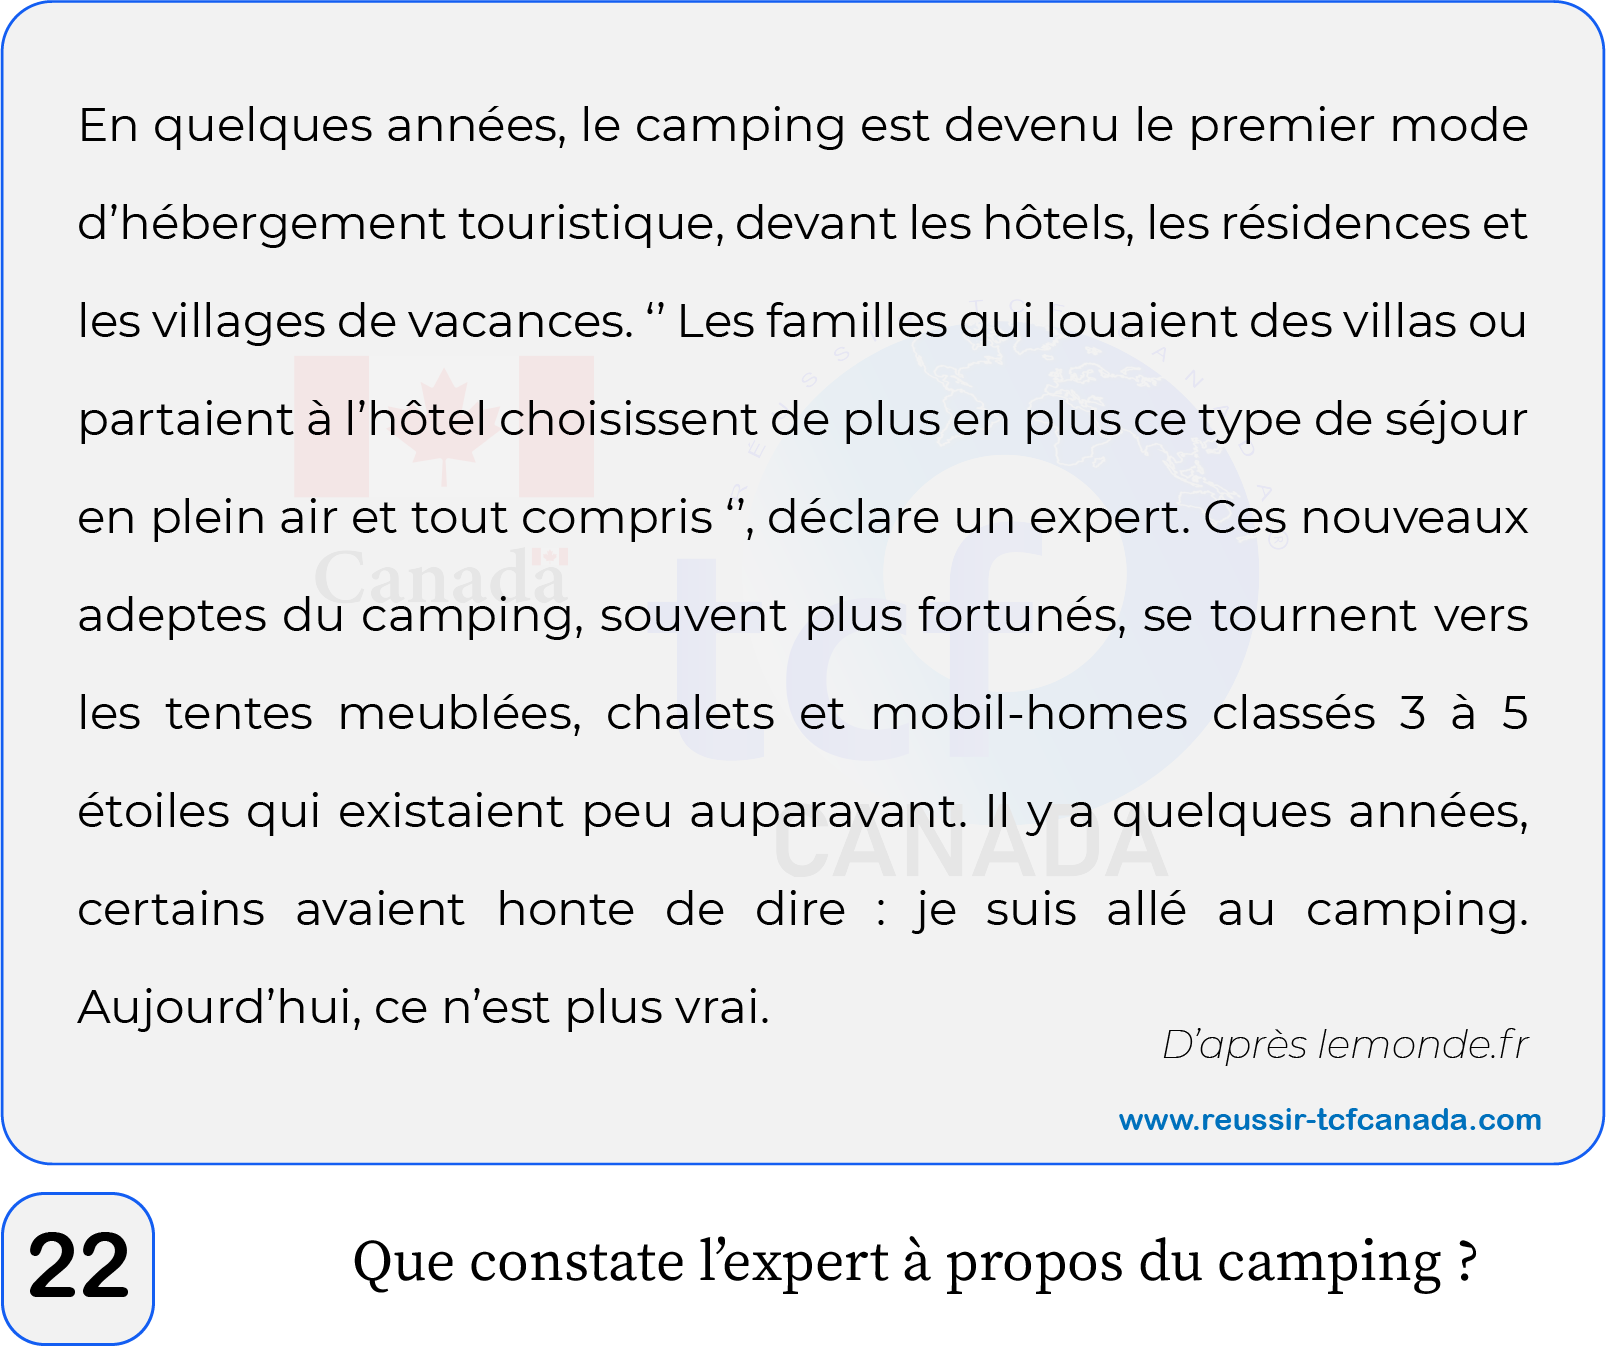 En quelques années, le camping est devenu le premier mode
d’hébergement touristique, devant les hôtels, les résidences et
les villages de vacances. ‘’ Les familles qui louaient des villas ou
partaient à l’hôtel choisissent de plus en plus ce type de séjour
en plein air et tout compris ‘’, déclare un expert. Ces nouveaux
adeptes du camping, souvent plus fortunés, se tournent vers
les tentes meublées, chalets et mobil-homes classés 3 à 5
étoiles qui existaient peu auparavant. Il y a quelques années,
certains avaient honte de dire : je suis allé au camping.
Aujourd’hui, ce n’est plus vrai.
D’après lemonde.fr
www.reussir-tcfcanada.com
22
Que constate l’expert à propos du camping ?
Canada
tcf
CANADA